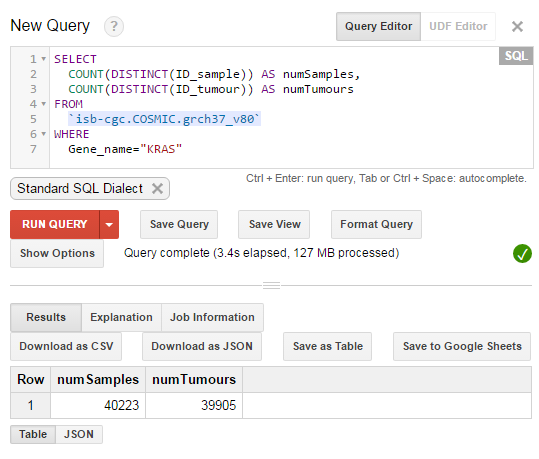 New Query ?
Query Editor UDF Editor ×
SQL
1 SELECT
2 COUNT(DISTINCT(ID_sample)) AS numSamples,
3 COUNT(DISTINCT(ID_tumour)) AS numTumours
4 FROM
5 `isb-cgc.COSMIC.grch37_v80`
6 WHERE
7 Gene_name="KRAS"
Ctrl + Enter: run query, Tab or Ctrl + Space: autocomplete.
Standard SQL Dialect ×
RUN QUERY Save Query Save View Format Query
Show Options Query complete (3.4s elapsed, 127 MB processed)
Results Explanation Job Information
Download as CSV Download as JSON Save as Table Save to Google Sheets
Row numSamples numTumours
1 40223 39905
Table JSON